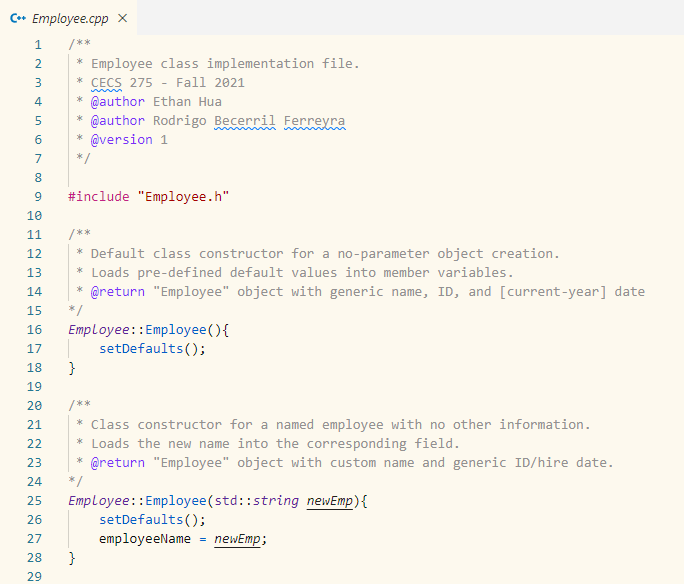 C++ Employee.cpp ×
1 /**
2 * Employee class implementation file.
3 * CECS 275 - Fall 2021
4 * @author Ethan Hua
5 * @author Rodrigo Becerril Ferreyra
6 * @version 1
7 */
8
9 #include "Employee.h"
10
11 /**
12 * Default class constructor for a no-parameter object creation.
13 * Loads pre-defined default values into member variables.
14 * @return "Employee" object with generic name, ID, and [current-year] date
15 */
16 Employee::Employee(){
17 setDefaults();
18 }
19
20 /**
21 * Class constructor for a named employee with no other information.
22 * Loads the new name into the corresponding field.
23 * @return "Employee" object with custom name and generic ID/hire date.
24 */
25 Employee::Employee(std::string newEmp){
26 setDefaults();
27 employeeName = newEmp;
28 }
29